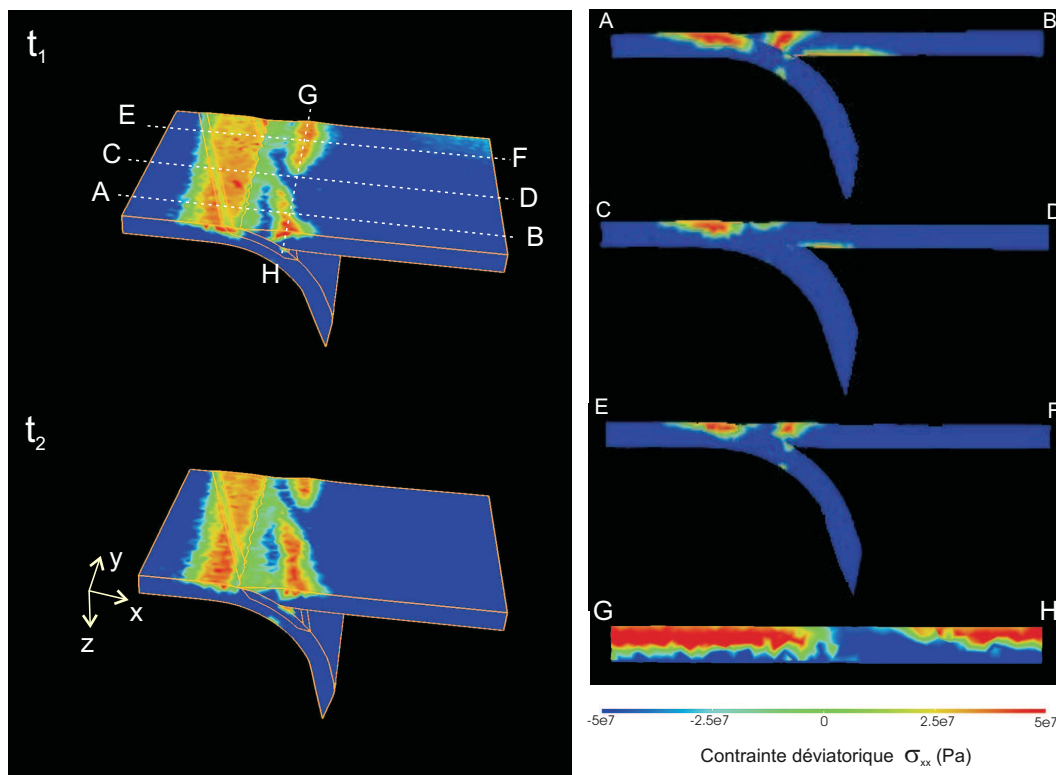 t₁
G
E
F
C
D
A
B
H
t₂
y
x
z
A B
C D
E F
G H
-5e7 -2.5e7 0 2.5e7 5e7
Contrainte déviatorique σxx (Pa)